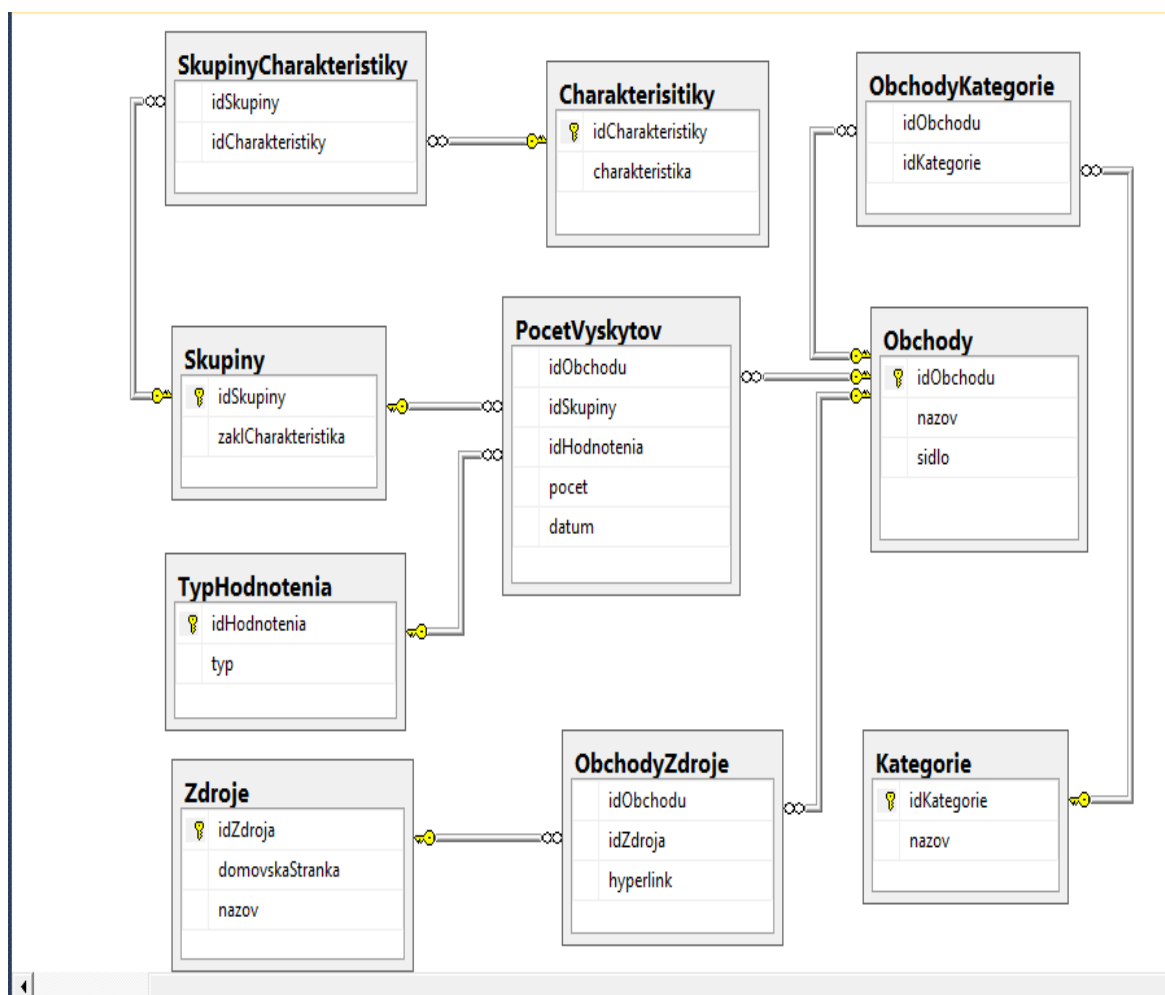 SkupinyCharakteristiky
idSkupiny
idCharakteristiky
Charakterisitiky
idCharakteristiky
charakteristika
ObchodyKategorie
idObchodu
idKategorie
Skupiny
idSkupiny
zaklCharakteristika
PocetVyskytov
idObchodu
idSkupiny
idHodnotenia
pocet
datum
Obchody
idObchodu
nazov
sidlo
TypHodnotenia
idHodnotenia
typ
Zdroje
idZdroja
domovskaStranka
nazov
ObchodyZdroje
idObchodu
idZdroja
hyperlink
Kategorie
idKategorie
nazov